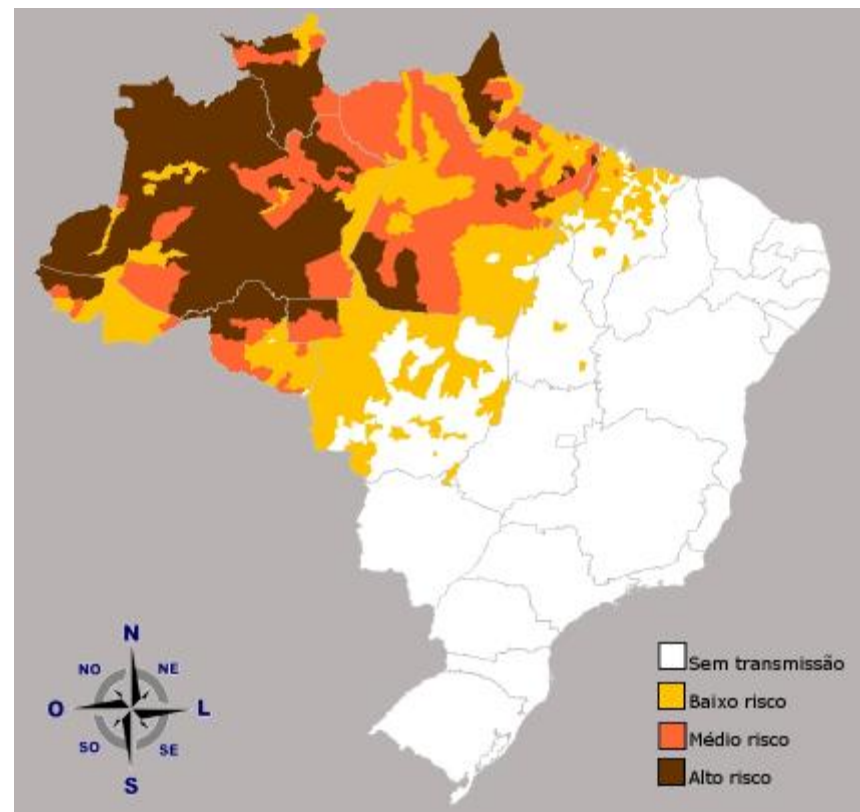 N
NO
NE
O
L
SO
SE
S
Sem transmissão
Baixo risco
Médio risco
Alto risco